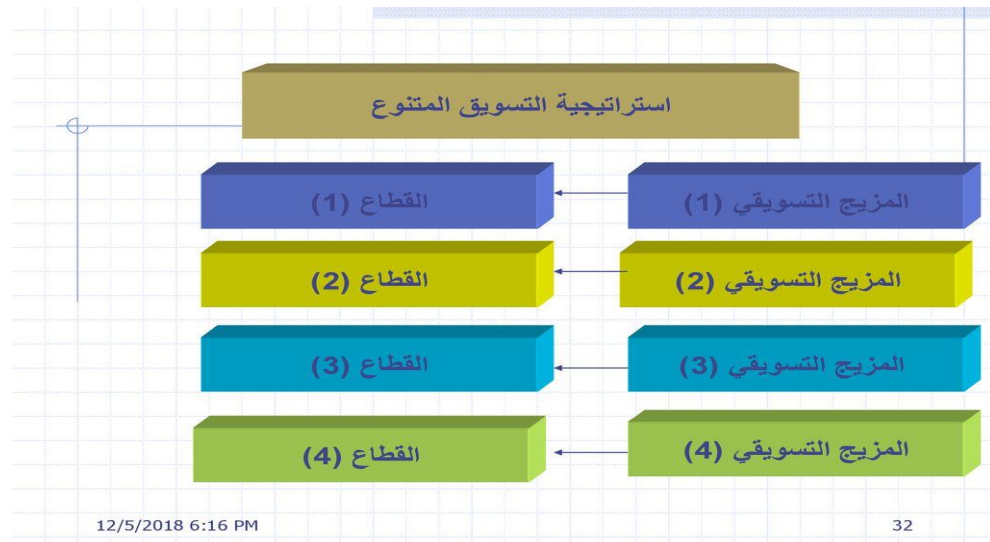 استراتيجية التسويق المتنوع
المزيج التسويقي (1)
القطاع (1)
المزيج التسويقي (2)
القطاع (2)
المزيج التسويقي (3)
القطاع (3)
المزيج التسويقي (4)
القطاع (4)
12/5/2018 6:16 PM
32